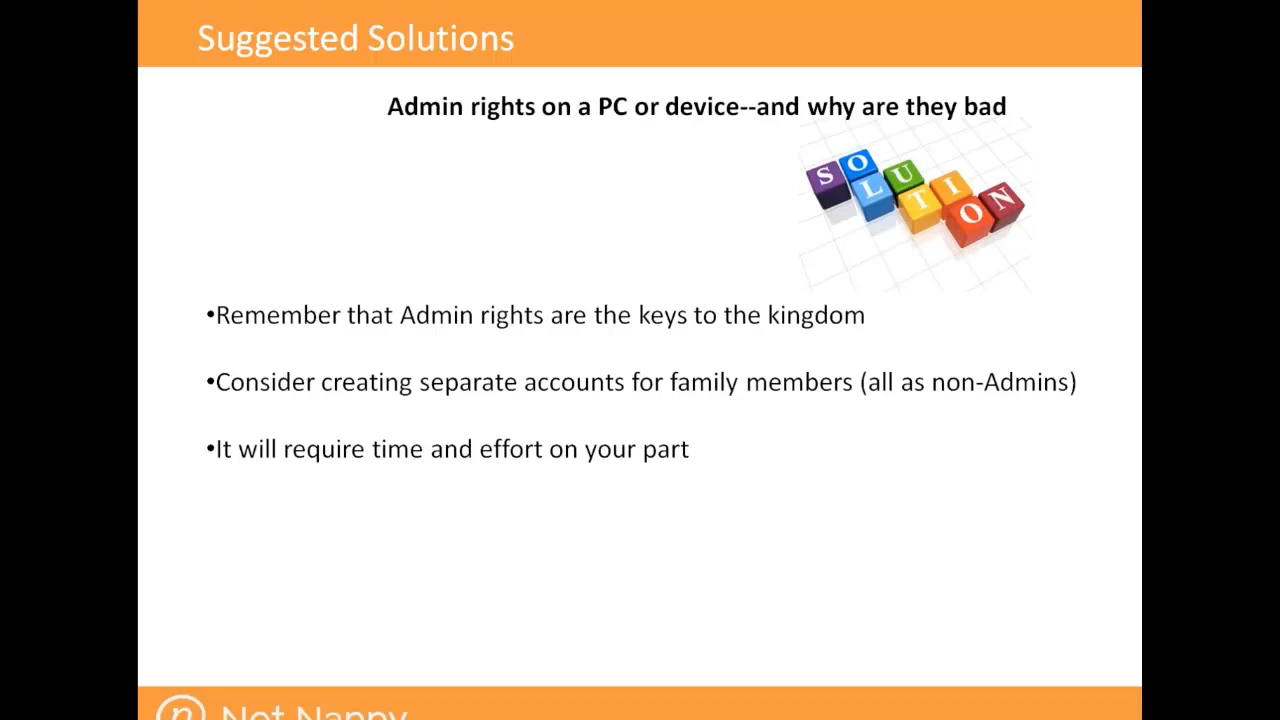 Suggested Solutions
Admin rights on a PC or device--and why are they bad
SOLUTION
•Remember that Admin rights are the keys to the kingdom
•Consider creating separate accounts for family members (all as non-Admins)
•It will require time and effort on your part
n Net Nanny